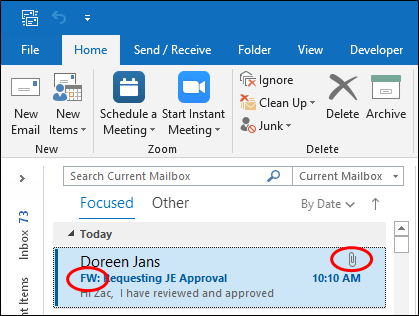 File Home Send / Receive Folder View Developer
New Email
New Items
Schedule a Meeting
Start Instant Meeting
Ignore
Clean Up
Junk
Delete
Archive
New Zoom Delete
Search Current Mailbox Current Mailbox
Focused Other By Date
Today
Doreen Jans
FW: Requesting JE Approval 10:10 AM
Hi Zac, I have reviewed and approved
Inbox 73
ent Items